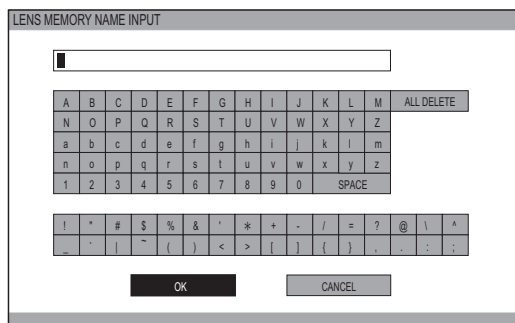 LENS MEMORY NAME INPUT
A B C D E F G H I J K L M ALL DELETE
N O P Q R S T U V W X Y Z
a b c d e f g h i j k l m
n o p q r s t u v w x y z
1 2 3 4 5 6 7 8 9 0 SPACE
! " # $ % & ' * + - / = ? @ \ ^
_ ` | ~ ( ) < > [ ] { } , . : ;
OK CANCEL